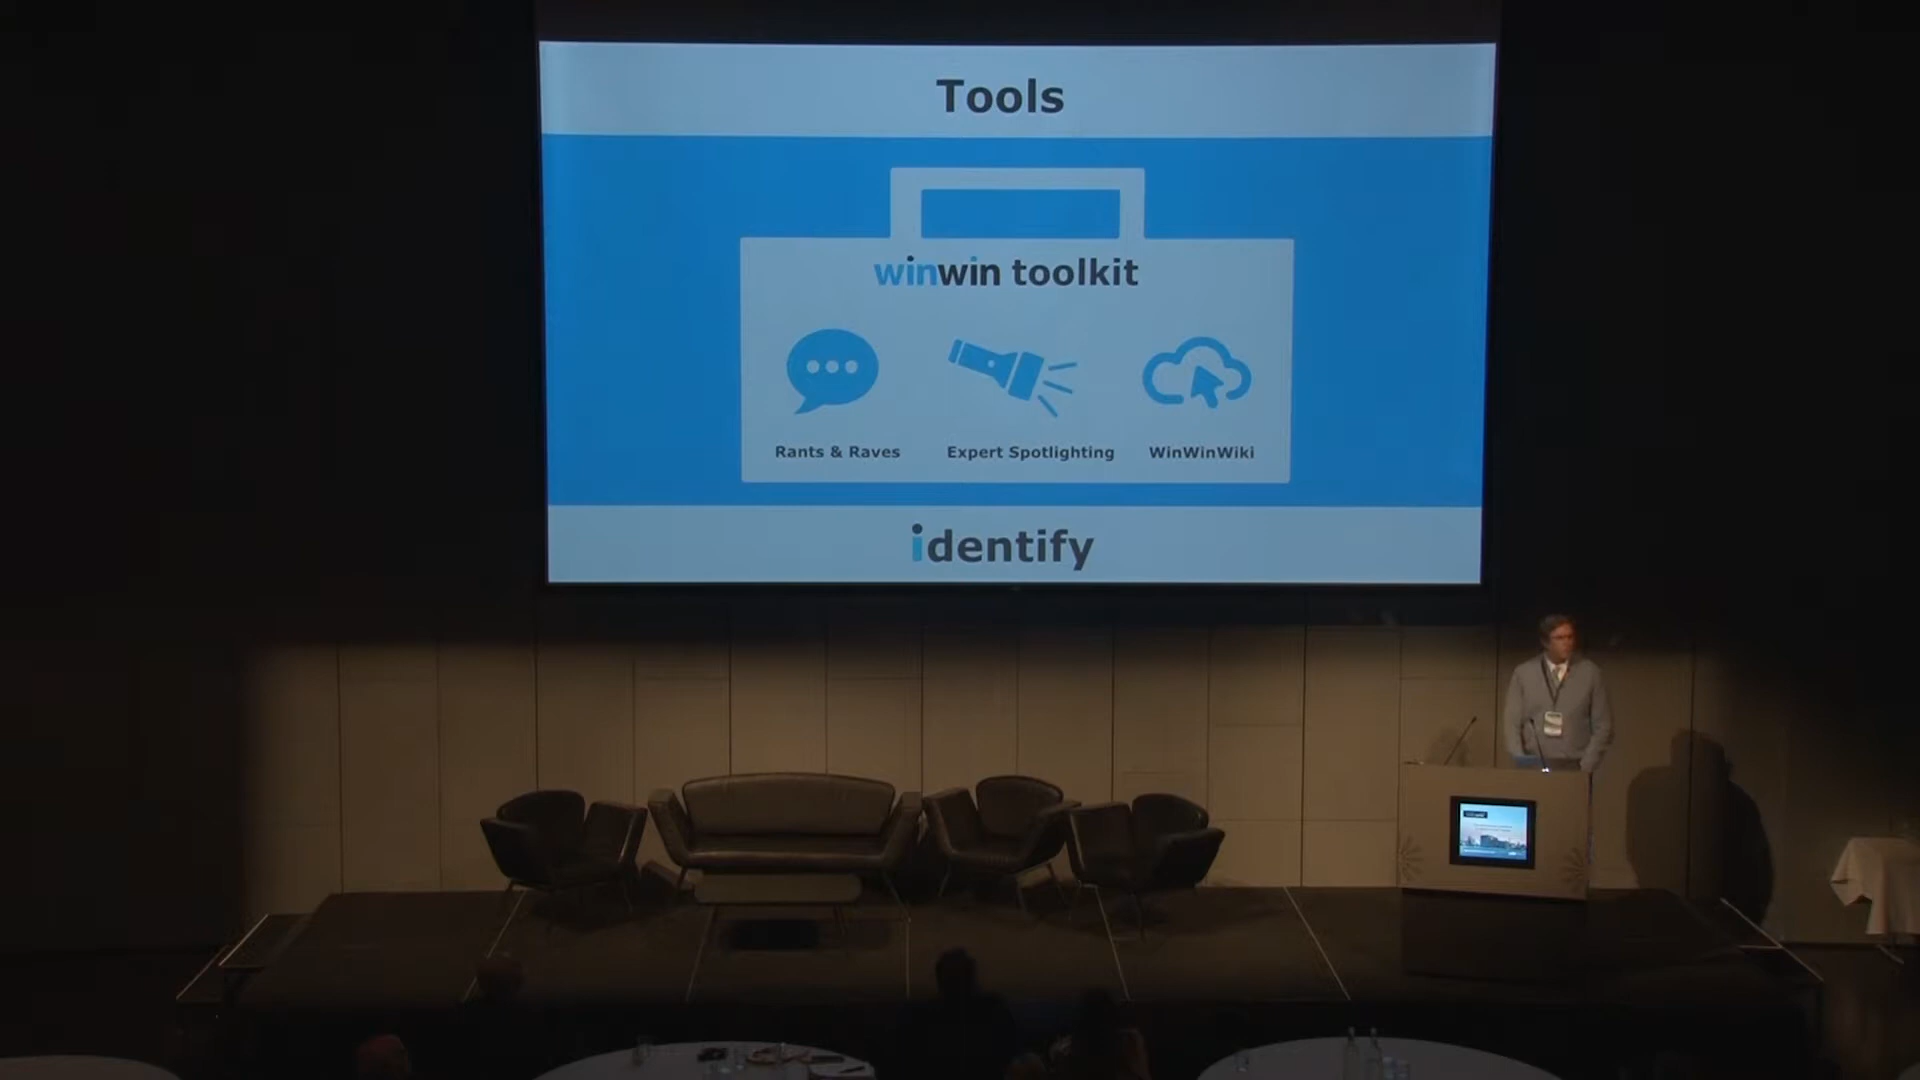 Tools
winwin toolkit
Rants & Raves
Expert Spotlighting
WinWinWiki
identify